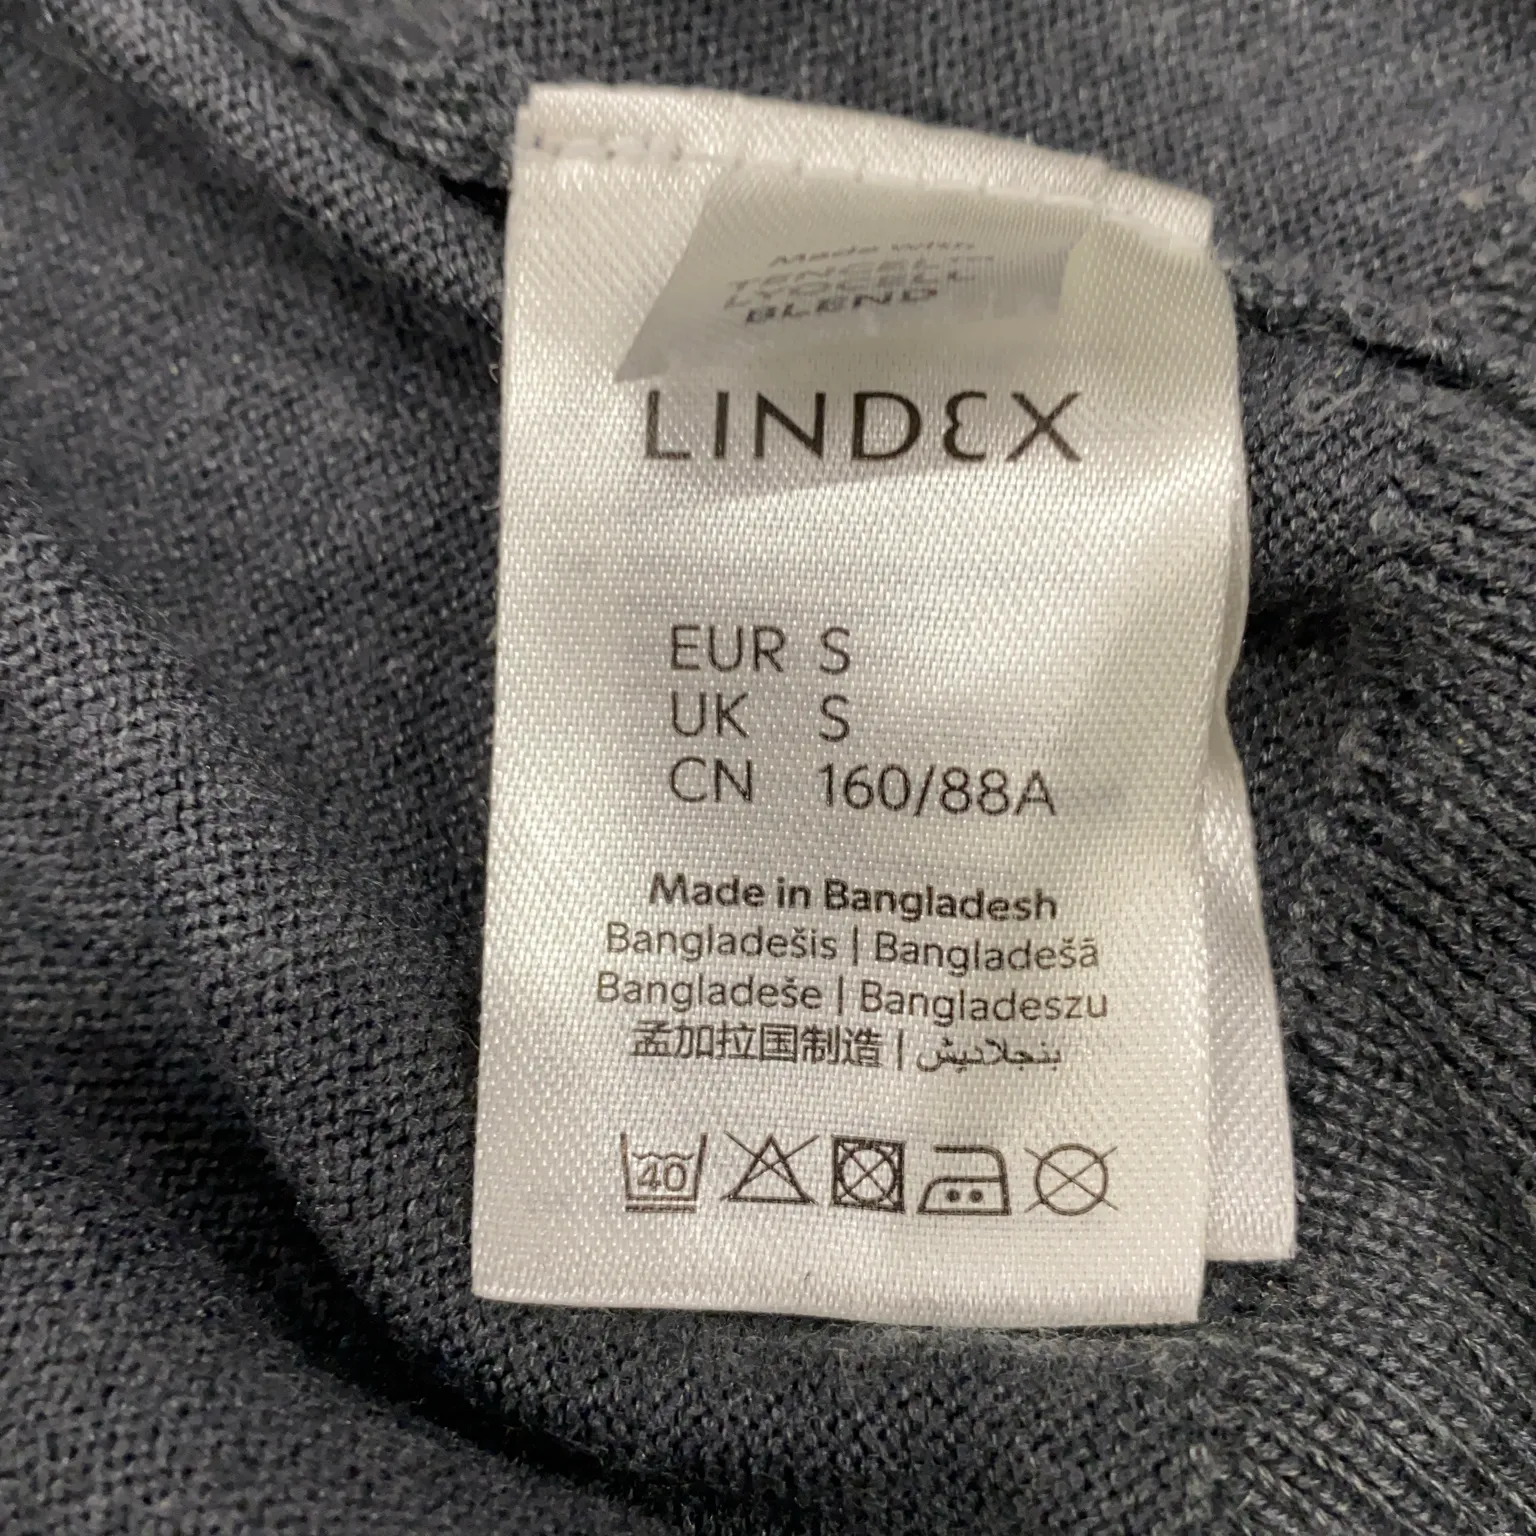 Made with
TENCEL™
LYOCELL
BLEND
LINDEX
EUR S
UK S
CN 160/88A
Made in Bangladesh
Bangladešis | Bangladešā
Bangladeše | Bangladeszu
孟加拉国制造 | بنجلاديش
40